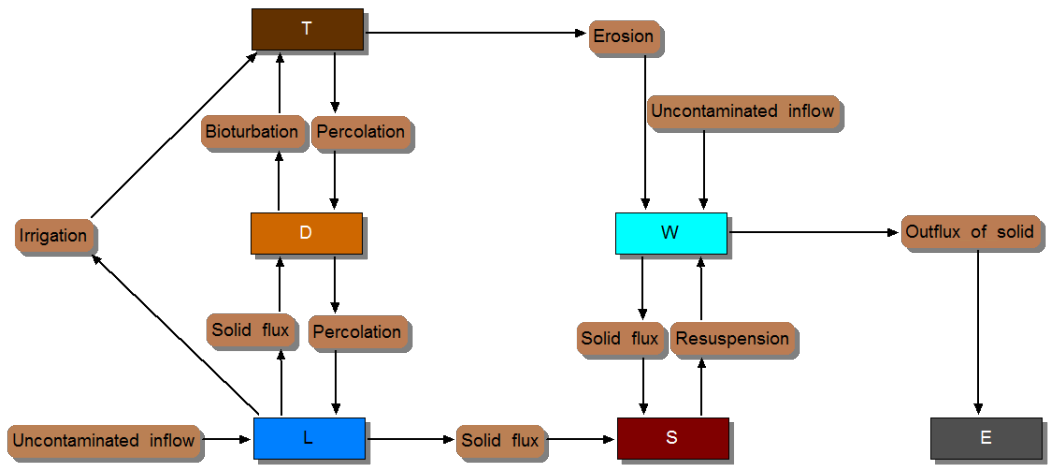 T
Erosion
Uncontaminated inflow
Bioturbation
Percolation
Irrigation
D
W
Outflux of solid
Solid flux
Percolation
Solid flux
Resuspension
Uncontaminated inflow
L
Solid flux
S
E